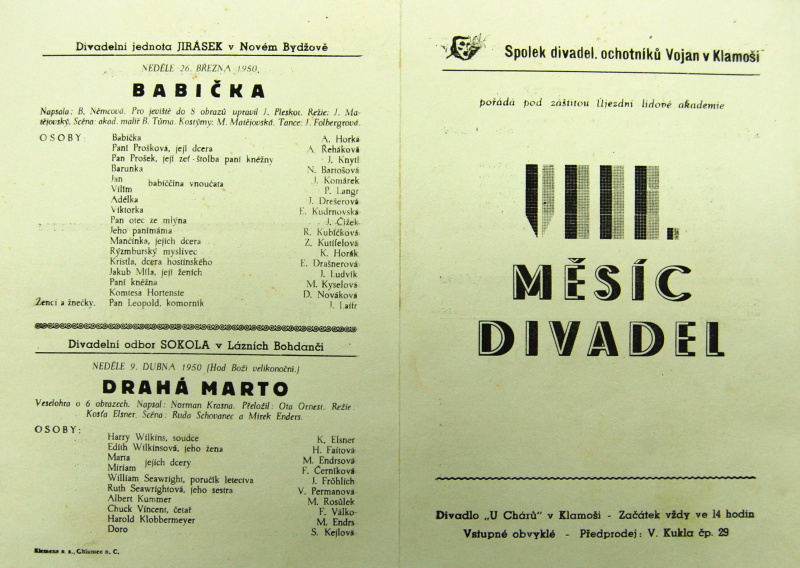 Divadelní jednota JIRÁSEK v Novém Bydžově
NEDĚLE 26. BŘEZNA 1950.
BABIČKA
Napsala: B. Němcová. Pro jeviště do 8 obrazů upravil J. Pleskot. Režie: J. Ma-
tějovský. Scéna: akad. malíř B. Tůma. Kostýmy: M. Matějovská. Tance: J. Folbergrová.
OSOBY:
Babička A. Horká
Paní Prošková, její dcera A. Řeháková
Pan Prošek, její zeť - štolba paní kněžny J. Knytl
Barunka N. Bartošová
Jan J. Komárek
babiččina vnoučata
Vilím P. Langr
Adélka J. Drešerová
Viktorka E. Kudrnovská
Pan otec ze mlýna J. Čížek
Jeho panímáma R. Kubíčková
Mančinka, jejich dcera Z. Kutifelová
Rýzmburský myslivec K. Horák
Kristla, dcera hostinského E. Drašnerová
Jakub Míla, její ženich J. Ludvík
Paní kněžna M. Kyselová
Komtesa Hortensie D. Nováková
Ženci a žnečky. Pan Leopold, komorník J. Laifr
Divadelní odbor SOKOLA v Lázních Bohdanči
NEDĚLE 9. DUBNA 1950 (Hod Boží velikonoční.)
DRAHÁ MARTO
Veselohra o 6 obrazech. Napsal: Norman Krasna. Přeložil: Ota Ornest. Režie:
Kosťa Elsner. Scéna: Ruda Schovanec a Mirek Enders.
OSOBY:
Harry Wilkins, soudce K. Elsner
Edith Wilkinsová, jeho žena H. Faitová
Marta M. Endrsová
jejich dcery
Miriam F. Černíková
William Seawright, poručík letectva J. Fröhlich
Ruth Seawrightová, jeho sestra V. Permanová
Albert Kummer M. Rosůlek
Chuck Vincent, četař F. Válko-
Harold Klobbermeyer M. Endrs
Doro S. Kejlová
Klemens a s., Chlumec n. C.
Spolek divadel. ochotníků Vojan v Klamoši
pořádá pod záštitou Újezdní lidové akademie
VIII.
MĚSÍC
DIVADEL
Divadlo „U Chárů" v Klamoši - Začátek vždy ve 14 hodin
Vstupné obvyklé - Předprodej: V. Kukla čp. 29